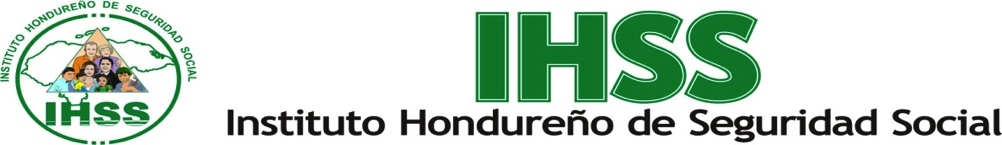 INSTITUTO HONDUREÑO DE SEGURIDAD SOCIAL
IHSS
IHSS
Instituto Hondureño de Seguridad Social